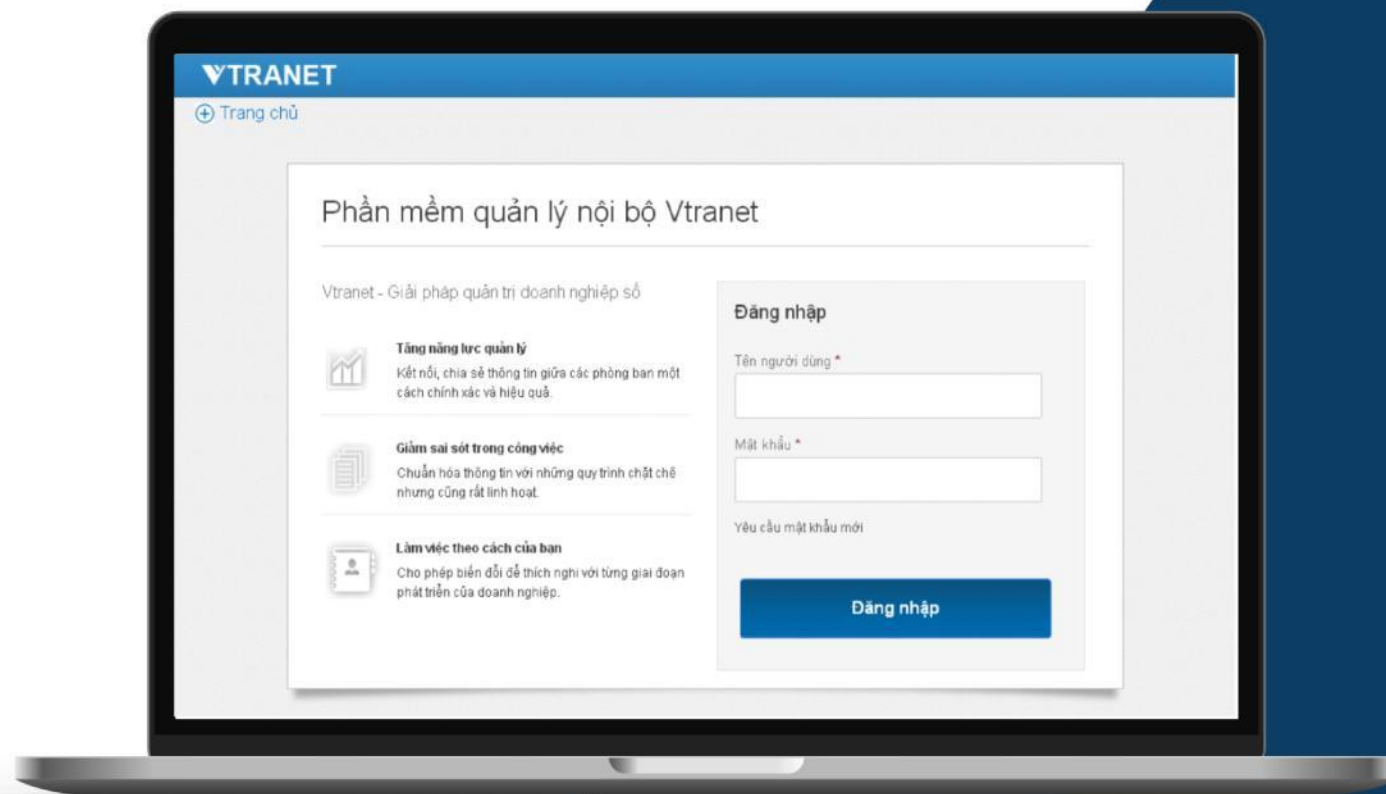 VTRANET
Trang chủ
Phần mềm quản lý nội bộ Vtranet
Vtranet - Giải pháp quản trị doanh nghiệp số
Tăng năng lực quản lý
Kết nối, chia sẻ thông tin giữa các phòng ban một
cách chính xác và hiệu quả.
Giảm sai sót trong công việc
Chuẩn hóa thông tin với những quy trình chặt chẽ
nhưng cũng rất linh hoạt.
Làm việc theo cách của bạn
Cho phép biến đổi để thích nghi với từng giai đoạn
phát triển của doanh nghiệp.
Đăng nhập
Tên người dùng *
Mật khẩu *
Yêu cầu mật khẩu mới
Đăng nhập